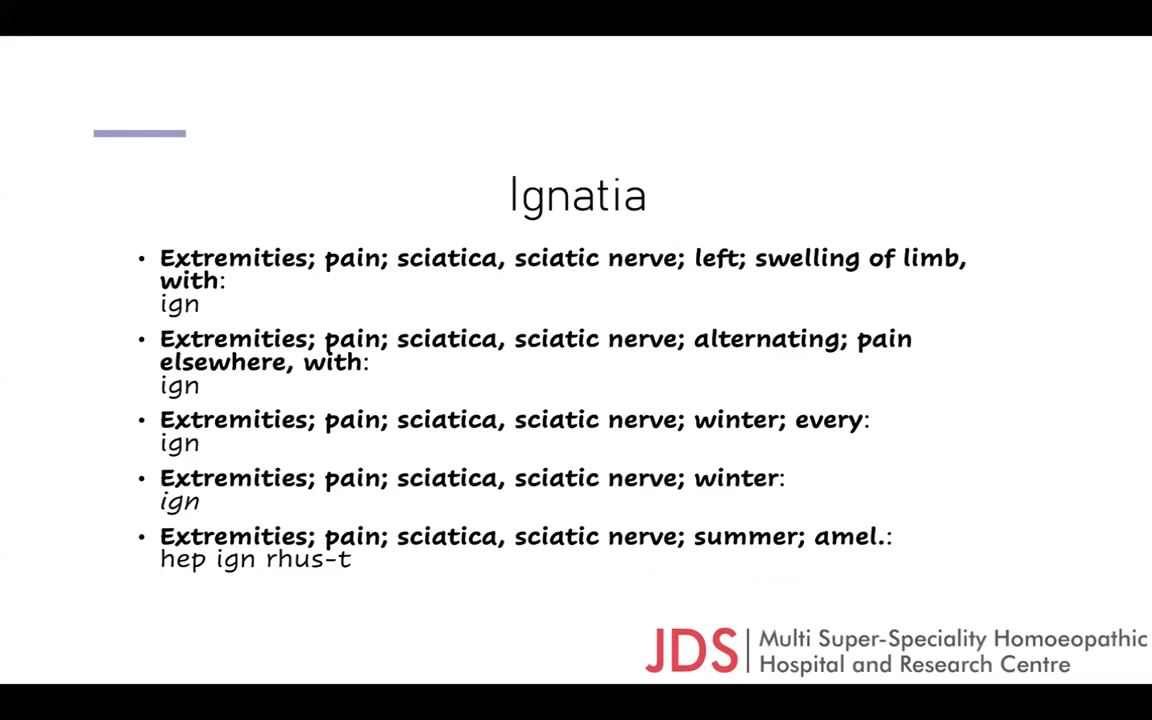 Ignatia
• Extremities; pain; sciatica, sciatic nerve; left; swelling of limb,
with:
ign
• Extremities; pain; sciatica, sciatic nerve; alternating; pain
elsewhere, with:
ign
• Extremities; pain; sciatica, sciatic nerve; winter; every:
ign
• Extremities; pain; sciatica, sciatic nerve; winter:
ign
• Extremities; pain; sciatica, sciatic nerve; summer; amel.:
hep ign rhus-t
JDS Multi Super-Speciality Homoeopathic
Hospital and Research Centre